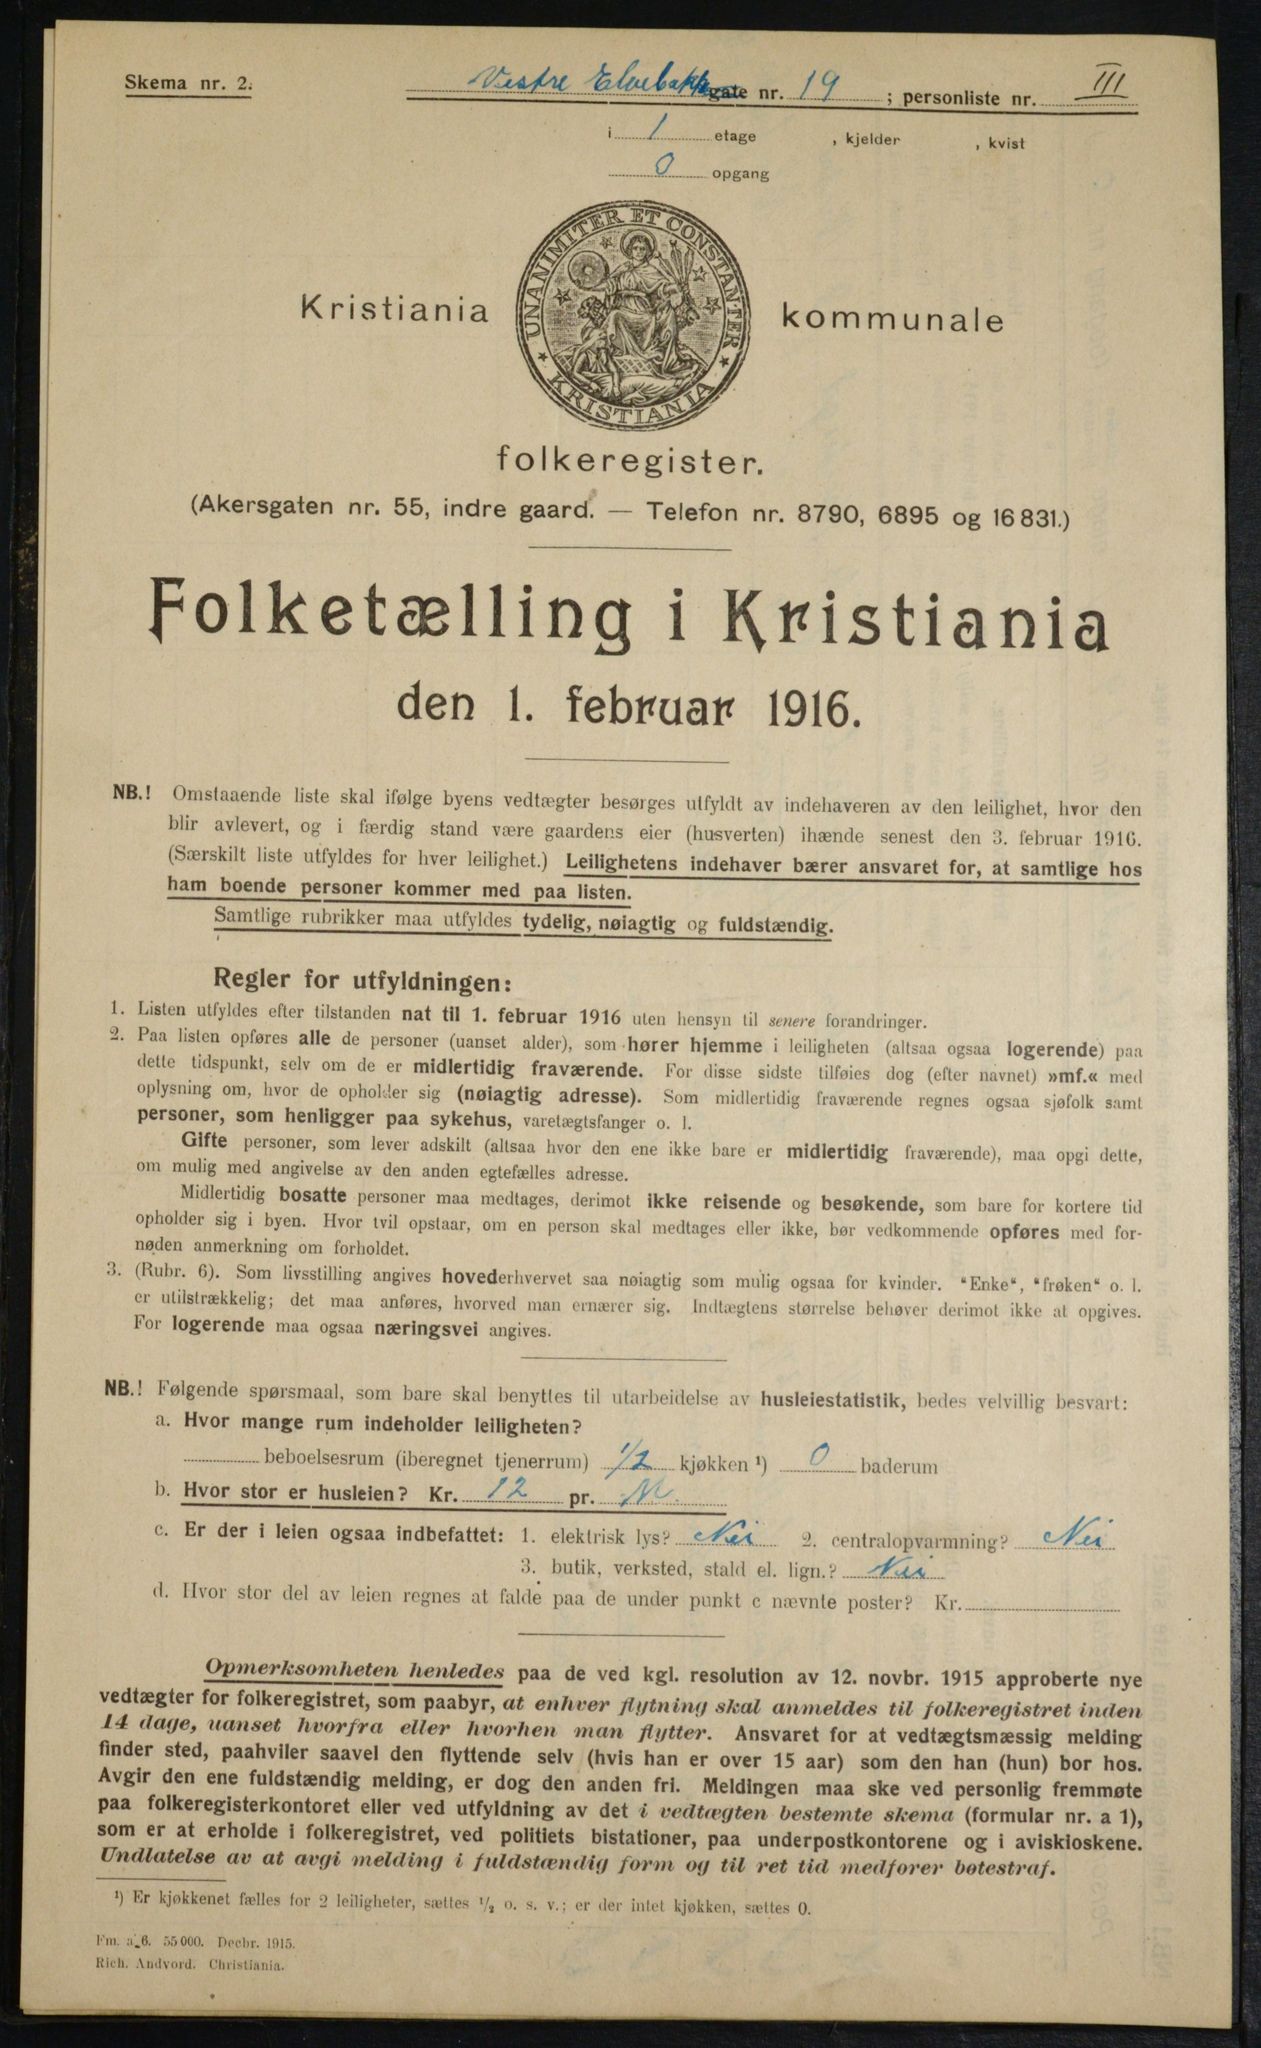 Skema nr. 2.
Vestre Elvebakke gate nr. 19 ; personliste nr. III
i 1 etage , kjelder , kvist
0 opgang
UNANIMITER ET CONSTANTER
KRISTIANIA
Kristiania kommunale
folkeregister.
(Akersgaten nr. 55, indre gaard. — Telefon nr. 8790, 6895 og 16 831.)
Folketælling i Kristiania
den 1. februar 1916.
NB.! Omstaaende liste skal ifølge byens vedtægter besørges utfyldt av indehaveren av den leilighet, hvor den
blir avlevert, og i færdig stand være gaardens eier (husverten) ihænde senest den 3. februar 1916.
(Særskilt liste utfyldes for hver leilighet.) Leilighetens indehaver bærer ansvaret for, at samtlige hos
ham boende personer kommer med paa listen.
Samtlige rubrikker maa utfyldes tydelig, nøiagtig og fuldstændig.
Regler for utfyldningen:
1. Listen utfyldes efter tilstanden nat til 1. februar 1916 uten hensyn til senere forandringer.
2. Paa listen opføres alle de personer (uanset alder), som hører hjemme i leiligheten (altsaa ogsaa logerende) paa
dette tidspunkt, selv om de er midlertidig fraværende. For disse sidste tilføies dog (efter navnet) »mf.« med
oplysning om, hvor de opholder sig (nøiagtig adresse). Som midlertidig fraværende regnes ogsaa sjøfolk samt
personer, som henligger paa sykehus, varetægtsfanger o. l.
Gifte personer, som lever adskilt (altsaa hvor den ene ikke bare er midlertidig fraværende), maa opgi dette,
om mulig med angivelse av den anden egtefælles adresse.
Midlertidig bosatte personer maa medtages, derimot ikke reisende og besøkende, som bare for kortere tid
opholder sig i byen. Hvor tvil opstaar, om en person skal medtages eller ikke, bør vedkommende opføres med for-
nøden anmerkning om forholdet.
3. (Rubr. 6). Som livsstilling angives hovederhvervet saa nøiagtig som mulig ogsaa for kvinder. "Enke", "frøken" o. l.
er utilstrækkelig; det maa anføres, hvorved man ernærer sig. Indtægtens størrelse behøver derimot ikke at opgives.
For logerende maa ogsaa næringsvei angives.
NB.! Følgende spørsmaal, som bare skal benyttes til utarbeidelse av husleiestatistik, bedes velvillig besvart:
a. Hvor mange rum indeholder leiligheten?
beboelsesrum (iberegnet tjenerrum) 1/2 kjøkken ¹) 0 baderum
b. Hvor stor er husleien? Kr. 12 pr. M.
c. Er der i leien ogsaa indbefattet: 1. elektrisk lys? Nei 2. centralopvarmning? Nei
3. butik, verksted, stald el. lign.? Nei
d. Hvor stor del av leien regnes at falde paa de under punkt c nævnte poster? Kr.
Opmerksomheten henledes paa de ved kgl. resolution av 12. novbr. 1915 approberte nye
vedtægter for folkeregistret, som paabyr, at enhver flytning skal anmeldes til folkeregistret inden
14 dage, uanset hvorfra eller hvorhen man flytter. Ansvaret for at vedtægtsmæssig melding
finder sted, paahviler saavel den flyttende selv (hvis han er over 15 aar) som den han (hun) bor hos.
Avgir den ene fuldstændig melding, er dog den anden fri. Meldingen maa ske ved personlig fremmøte
paa folkeregisterkontoret eller ved utfyldning av det i vedtægten bestemte skema (formular nr. a 1),
som er at erholde i folkeregistret, ved politiets bistationer, paa underpostkontorene og i aviskioskene.
Undlatelse av at avgi melding i fuldstændig form og til ret tid medfører bøtestraf.
¹) Er kjøkkenet fælles for 2 leiligheter, sættes 1/2 o. s. v.; er der intet kjøkken, sættes 0.
Fm. a_6. 55 000. Decbr. 1915.
Rich. Andvord. Christiania.